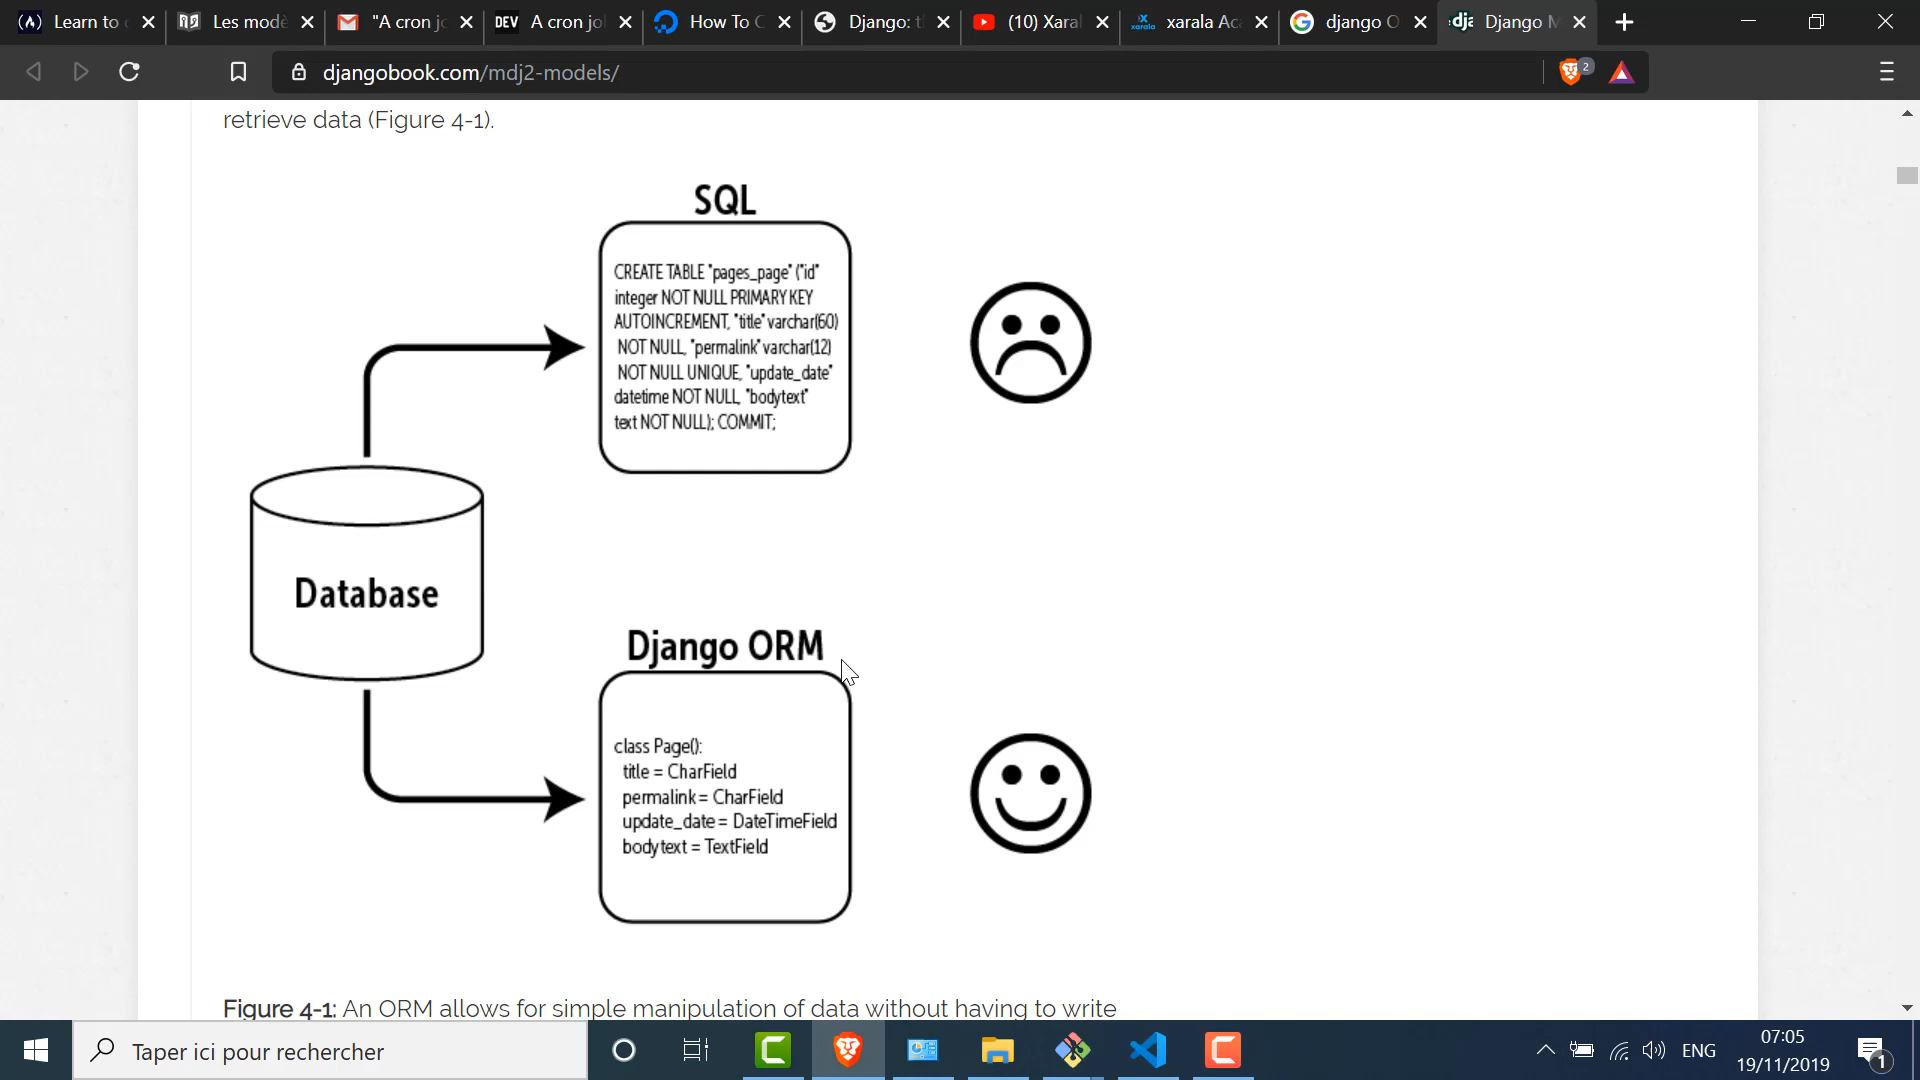 Learn to
Les modè
"A cron jo
DEV
A cron jo
How To C
Django: t
(10) Xaral
xarala
xarala Aca
django O
dja
Django M
djangobook.com/mdj2-models/
2
retrieve data (Figure 4-1).
SQL
CREATE TABLE "pages_page" ("id"
integer NOT NULL PRIMARY KEY
AUTOINCREMENT, "title" varchar(60)
NOT NULL, "permalink" varchar(12)
NOT NULL UNIQUE, "update_date"
datetime NOT NULL, "bodytext"
text NOT NULL); COMMIT;
Database
Django ORM
class Page():
title = CharField
permalink = CharField
update_date = DateTimeField
bodytext = TextField
Figure 4-1: An ORM allows for simple manipulation of data without having to write
Taper ici pour rechercher
ENG
07:05
19/11/2019
1